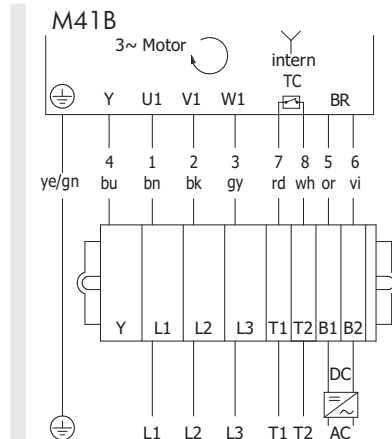 M41B
3~ Motor
intern
TC
Y U1 V1 W1 BR
4 1 2 3 7 8 5 6
ye/gn bu bn bk gy rd wh or vi
Y L1 L2 L3 T1 T2 B1 B2
DC
L1 L2 L3 T1 T2 AC